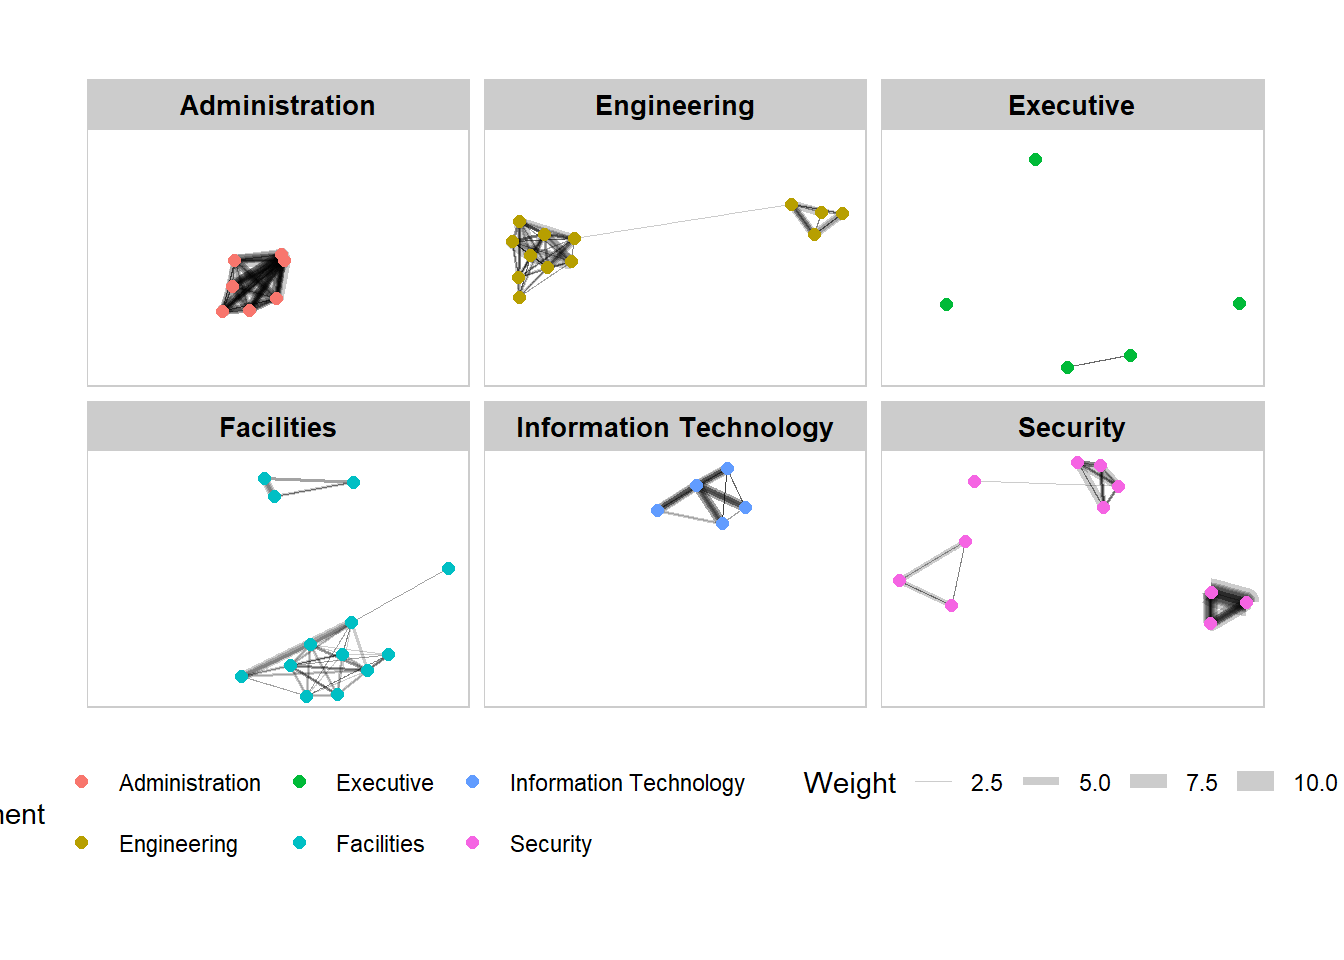 Administration
Engineering
Executive
Facilities
Information Technology
Security
Administration
Executive
Information Technology
Weight
2.5
5.0
7.5
10.0
Engineering
Facilities
Security